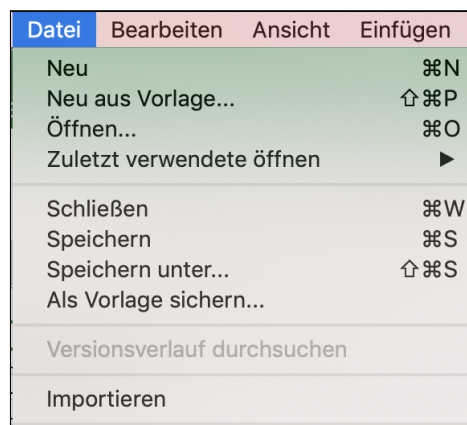 Datei Bearbeiten Ansicht Einfügen
Neu ⌘N
Neu aus Vorlage... ⇧⌘P
Öffnen... ⌘O
Zuletzt verwendete öffnen ▶
Schließen ⌘W
Speichern ⌘S
Speichern unter... ⇧⌘S
Als Vorlage sichern...
Versionsverlauf durchsuchen
Importieren